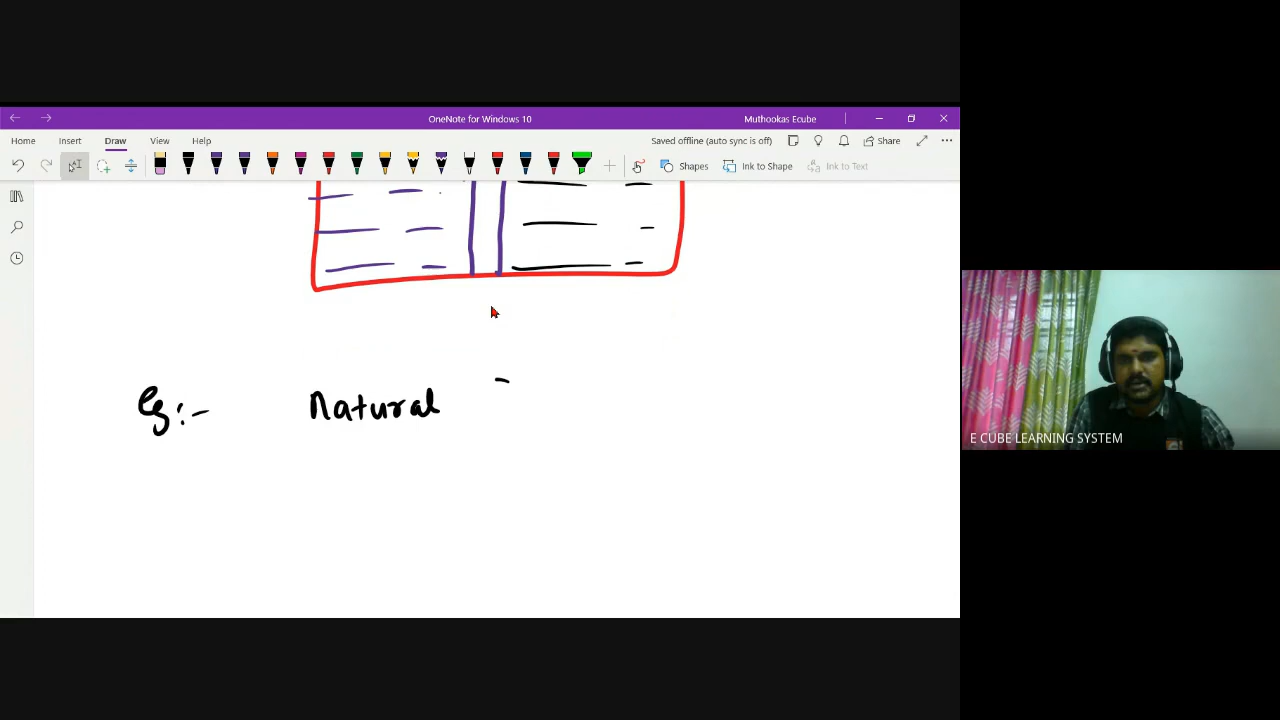 OneNote for Windows 10
Muthookas Ecube
Home Insert Draw View Help
Saved offline (auto sync is off)
Share
Shapes
Ink to Shape
Ink to Text
Eg:- Natural
E CUBE LEARNING SYSTEM